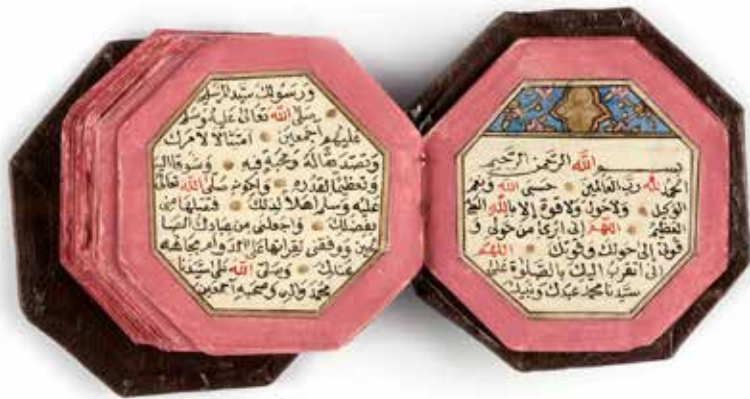 بسم الله الرحمن الرحيم
الحمد لله رب العالمين حسبي الله ونعم
الوكيل ولا حول ولا قوة إلا بالله العلي
العظيم اللهم إني أبرئ من حولي و
قوتي إلى حولك وقوتك اللهم
إني أتقرب إليك بالصلوة على
سيدنا محمد عبدك ونبيك
ورسولك سيد المرسلين
صلى الله تعالى عليه وسلم
عليهم أجمعين امتثالا لأمرك
وتصديقا له ومحبة فيه وشوقا إليه
وتعظيما لقدره ولكونه صلى الله تعالى
عليه وسلم أهلا لذلك فتقبلها مني
بفضلك واجعلني من عبادك الصا
لحين ووفقني لقراءتها على الدوام بجاهه
عندك وصلى الله على سيدنا
محمد وآله وصحبه أجمعين